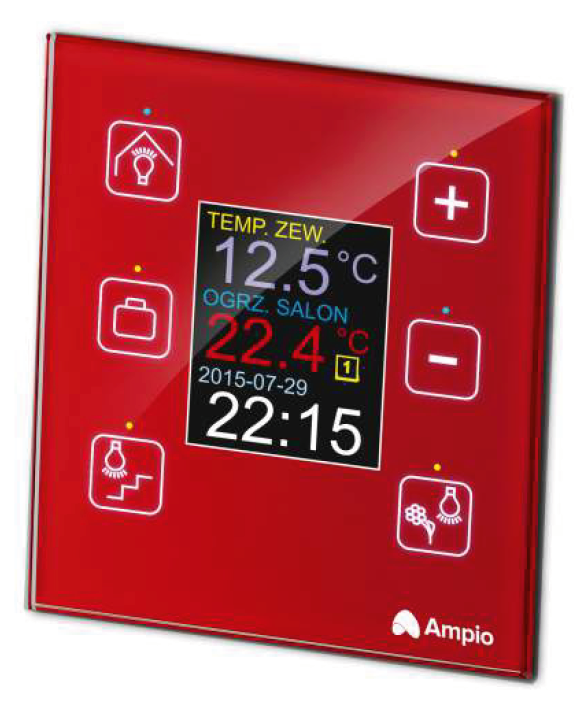 TEMP. ZEW.
12.5°C
OGRZ. SALON
22.4°C
1
2015-07-29
22:15
Ampio